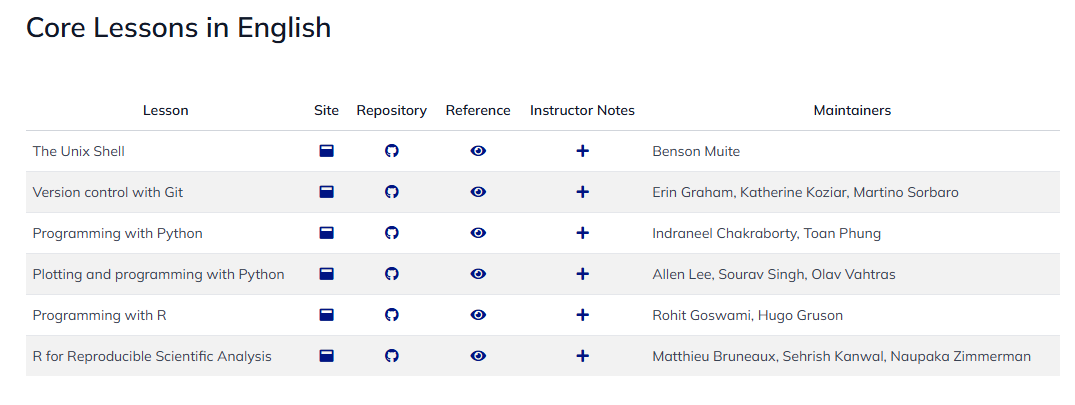 Core Lessons in English
Lesson Site Repository Reference Instructor Notes Maintainers
The Unix Shell Benson Muite
Version control with Git Erin Graham, Katherine Koziar, Martino Sorbaro
Programming with Python Indraneel Chakraborty, Toan Phung
Plotting and programming with Python Allen Lee, Sourav Singh, Olav Vahtras
Programming with R Rohit Goswami, Hugo Gruson
R for Reproducible Scientific Analysis Matthieu Bruneaux, Sehrish Kanwal, Naupaka Zimmerman